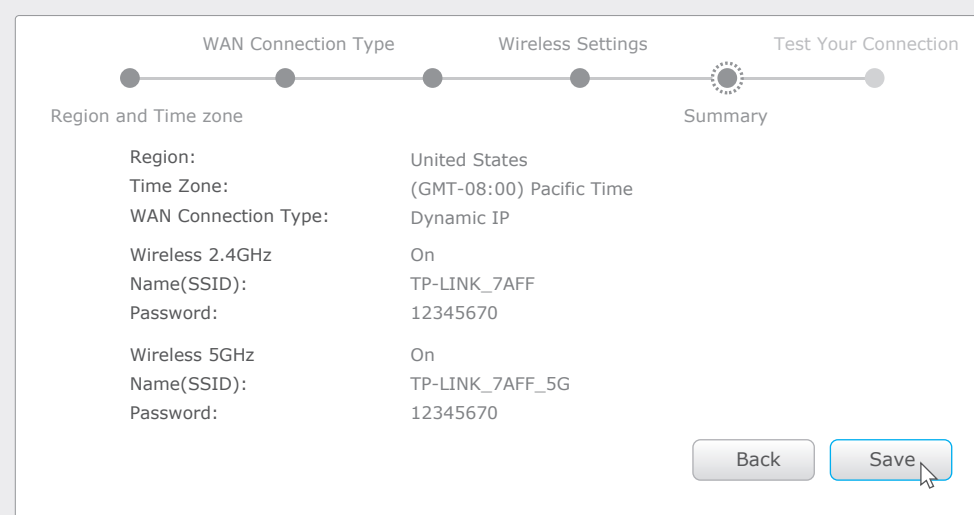 WAN Connection Type Wireless Settings Test Your Connection
Region and Time zone Summary
Region: United States
Time Zone: (GMT-08:00) Pacific Time
WAN Connection Type: Dynamic IP
Wireless 2.4GHz On
Name(SSID): TP-LINK_7AFF
Password: 12345670
Wireless 5GHz On
Name(SSID): TP-LINK_7AFF_5G
Password: 12345670
Back Save